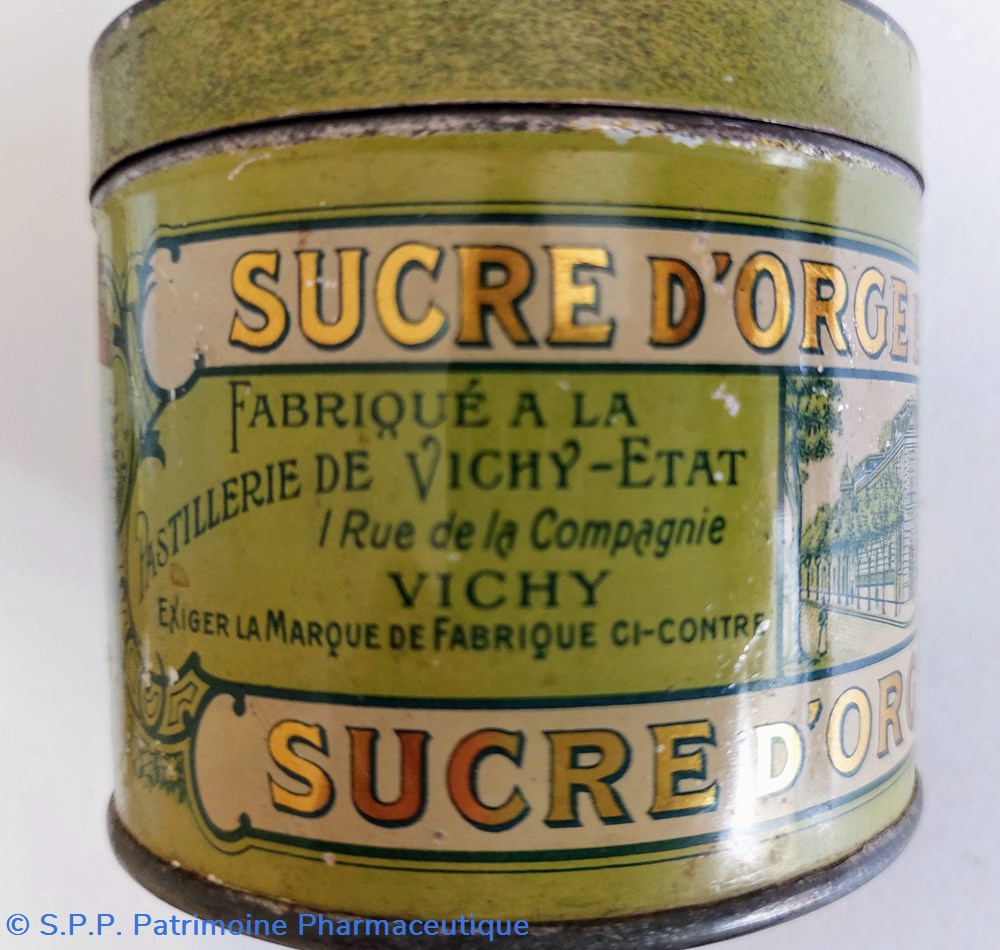 SUCRE D'ORGE
FABRIQUÉ A LA
PASTILLERIE DE VICHY-ETAT
1 Rue de la Compagnie
VICHY
EXIGER LA MARQUE DE FABRIQUE CI-CONTRE
SUCRE D'ORG
© S.P.P. Patrimoine Pharmaceutique